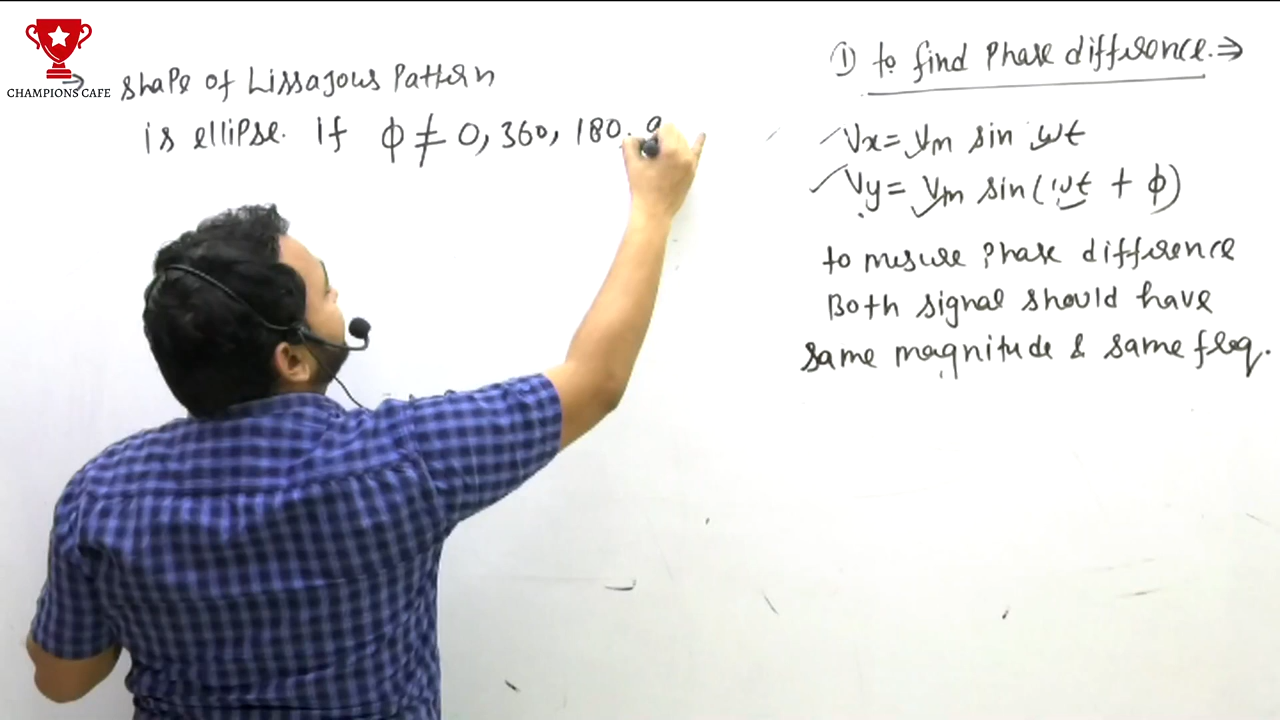 CHAMPIONS CAFE
⇒ shape of Lissajous Pattern
is ellipse. If ϕ ≠ 0, 360, 180, 9
① to find Phase difference. ⇒
Vx = Vm sin ωt
Vy = Vm sin (ωt + ϕ)
to mesure Phase difference
Both signal should have
same magnitude & same freq.